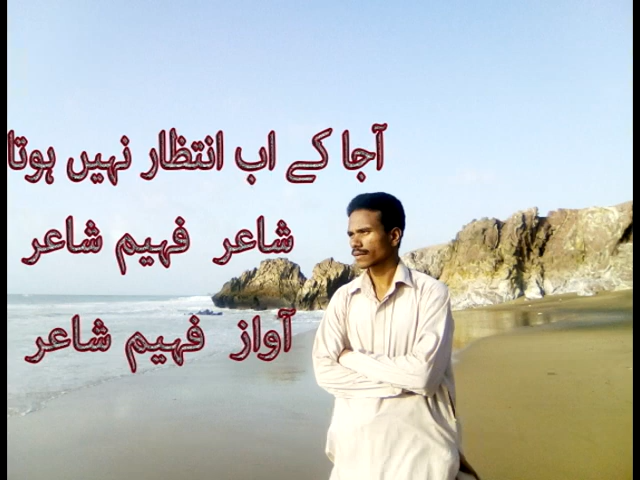 آجا کے اب انتظار نہیں ہوتا
شاعر فہیم شاعر
آواز فہیم شاعر